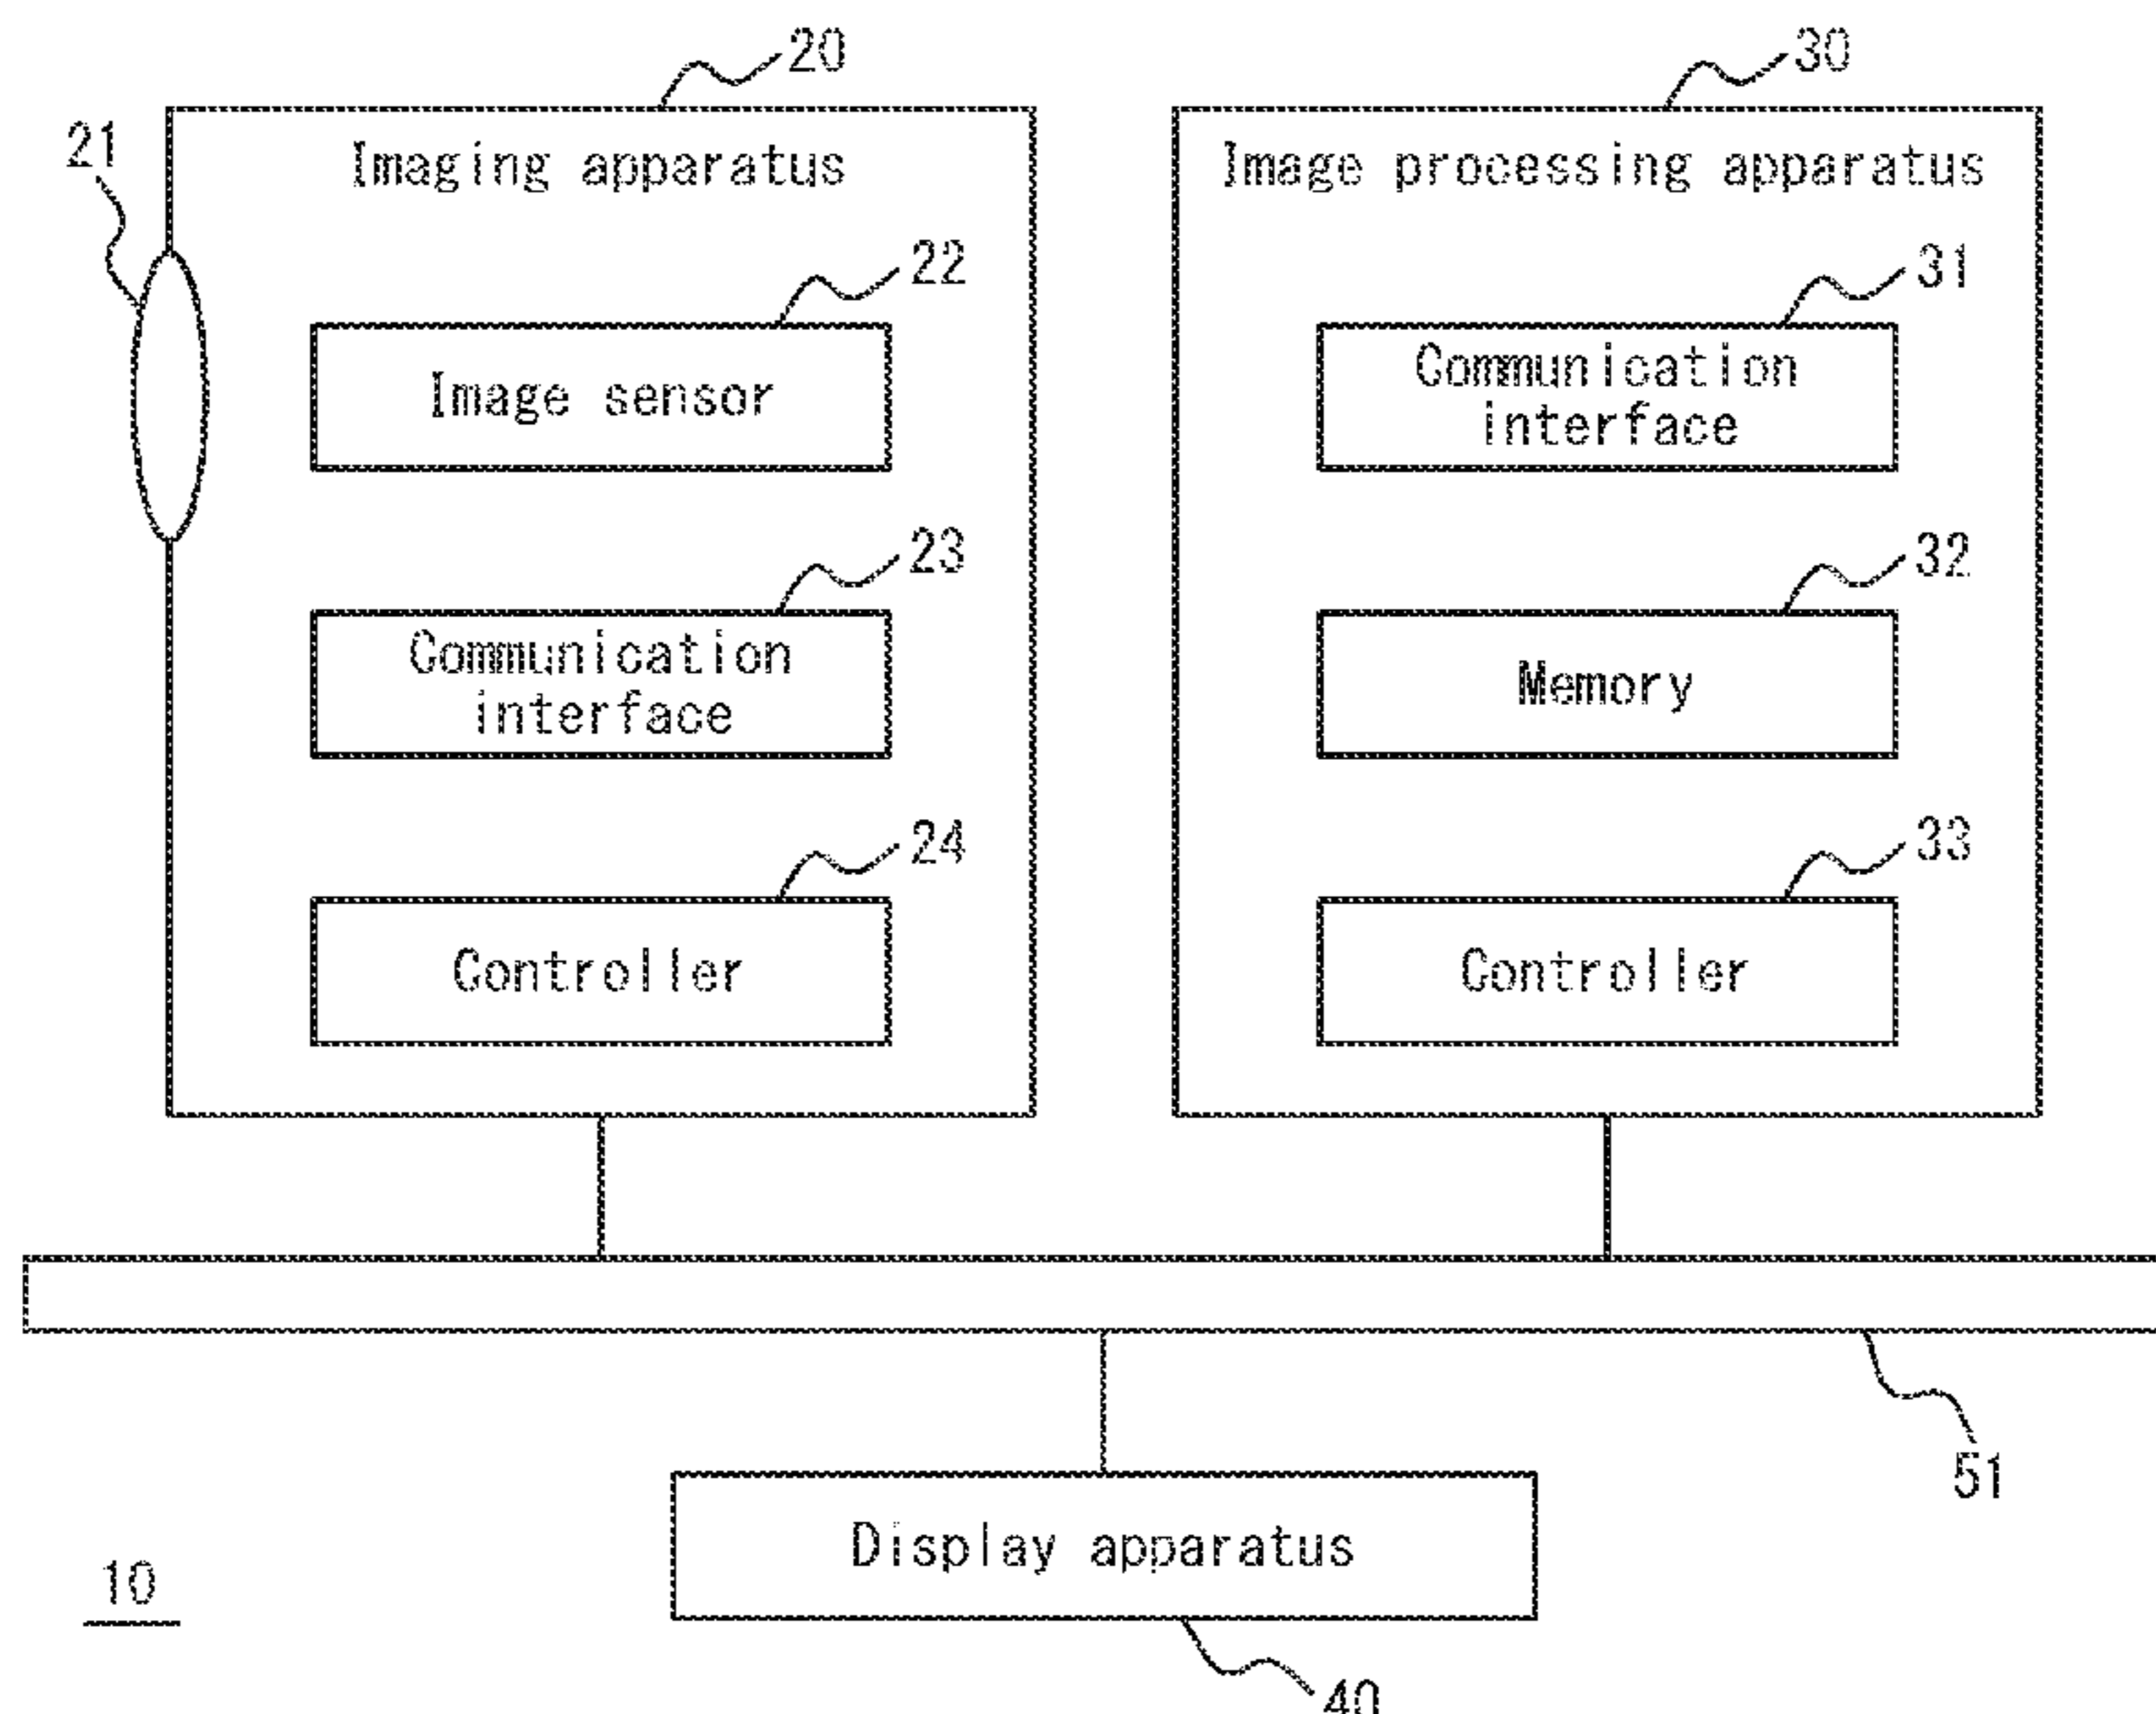 20
30
21
Imaging apparatus
Image processing apparatus
22
31
Image sensor
Communication
interface
23
32
Communication
interface
Memory
24
33
Controller
Controller
51
Display apparatus
10
40